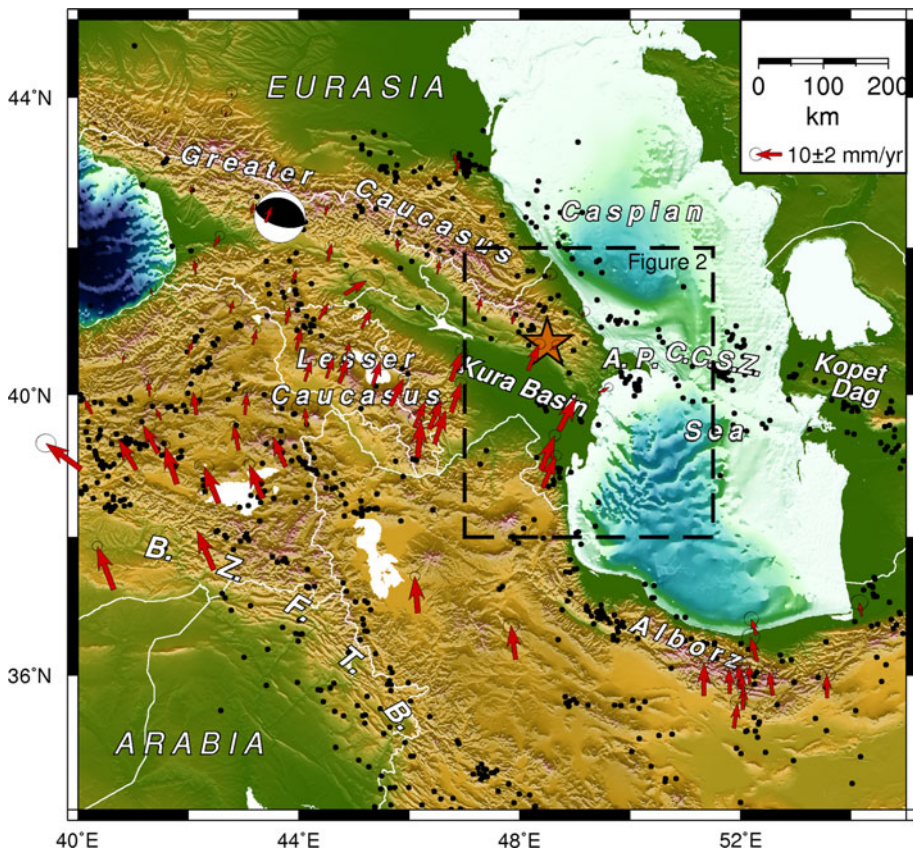 0 100 200
km
10±2 mm/yr
44°N
40°N
36°N
40°E 44°E 48°E 52°E
EURASIA
Greater
Caucasus
Caspian
Figure 2
A. P. C.C.S.Z.
Kopet
Dag
Lesser
Caucasus
Kura Basin
Sea
B. Z. F. T. B.
Alborz
ARABIA